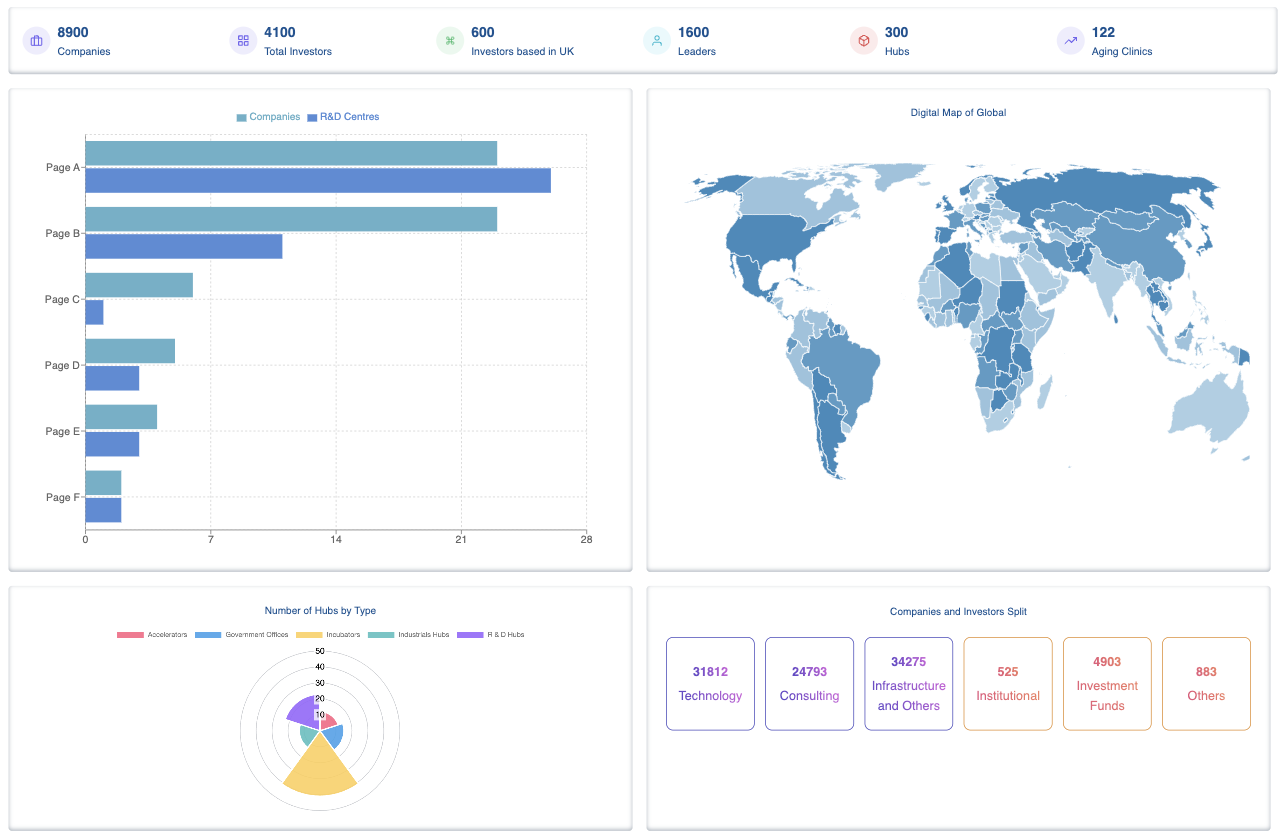 8900
Companies
4100
Total Investors
600
Investors based in UK
1600
Leaders
300
Hubs
122
Aging Clinics
Companies R&D Centres
Page A
Page B
Page C
Page D
Page E
Page F
0 7 14 21 28
Digital Map of Global
Number of Hubs by Type
Accelerators Government Offices Incubators Industrials Hubs R & D Hubs
50
40
30
20
10
Companies and Investors Split
31812
Technology
24793
Consulting
34275
Infrastructure
and Others
525
Institutional
4903
Investment
Funds
883
Others